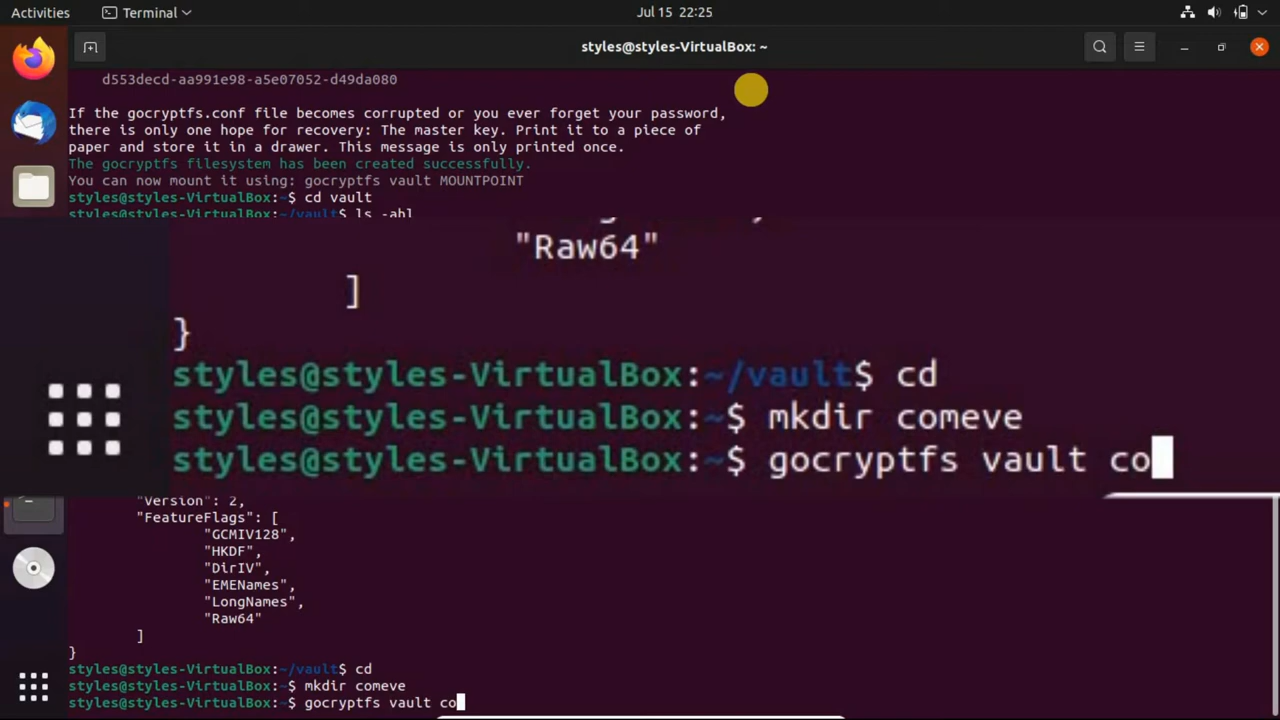 Activities
Terminal
Jul 15 22:25
styles@styles-VirtualBox: ~
d553decd-aa991e98-a5e07052-d49da080
If the gocryptfs.conf file becomes corrupted or you ever forget your password,
there is only one hope for recovery: The master key. Print it to a piece of
paper and store it in a drawer. This message is only printed once.
The gocryptfs filesystem has been created successfully.
You can now mount it using: gocryptfs vault MOUNTPOINT
styles@styles-VirtualBox:~$ cd vault
styles@styles-VirtualBox:~/vault$ ls -ahl
"Raw64"
]
}
styles@styles-VirtualBox:~/vault$ cd
styles@styles-VirtualBox:~$ mkdir comeve
styles@styles-VirtualBox:~$ gocryptfs vault co
"Version": 2,
"FeatureFlags": [
"GCMIV128",
"HKDF",
"DirIV",
"EMENames",
"LongNames",
"Raw64"
]
}
styles@styles-VirtualBox:~/vault$ cd
styles@styles-VirtualBox:~$ mkdir comeve
styles@styles-VirtualBox:~$ gocryptfs vault co